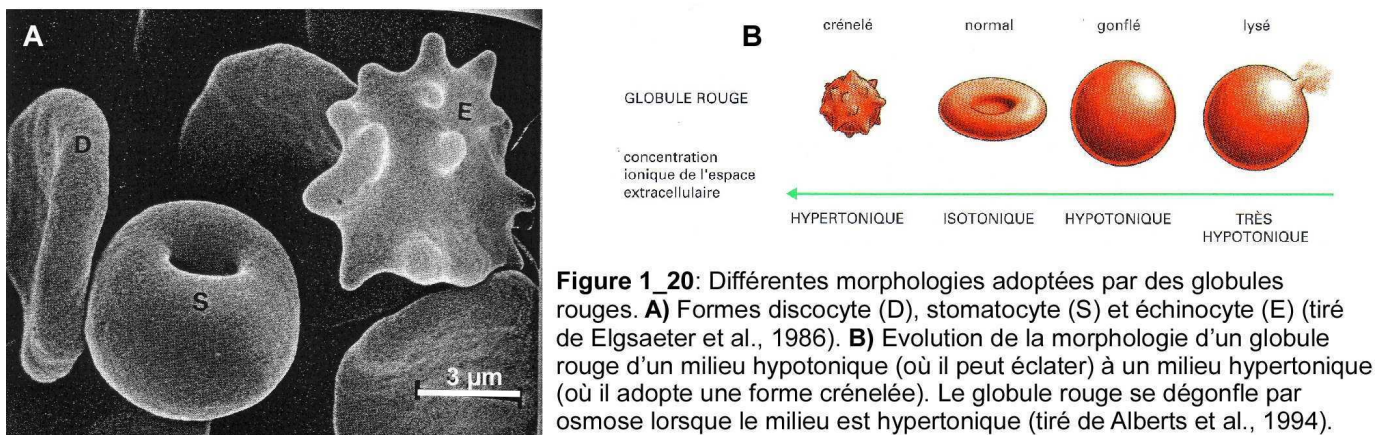 A
D
S
E
3 µm
B
crénelé normal gonflé lysé
GLOBULE ROUGE
concentration
ionique de l'espace
extracellulaire
HYPERTONIQUE ISOTONIQUE HYPOTONIQUE TRÈS
HYPOTONIQUE
Figure 1_20: Différentes morphologies adoptées par des globules
rouges. A) Formes discocyte (D), stomatocyte (S) et échinocyte (E) (tiré
de Elgsaeter et al., 1986). B) Evolution de la morphologie d'un globule
rouge d'un milieu hypotonique (où il peut éclater) à un milieu hypertonique
(où il adopte une forme crénelée). Le globule rouge se dégonfle par
osmose lorsque le milieu est hypertonique (tiré de Alberts et al., 1994).